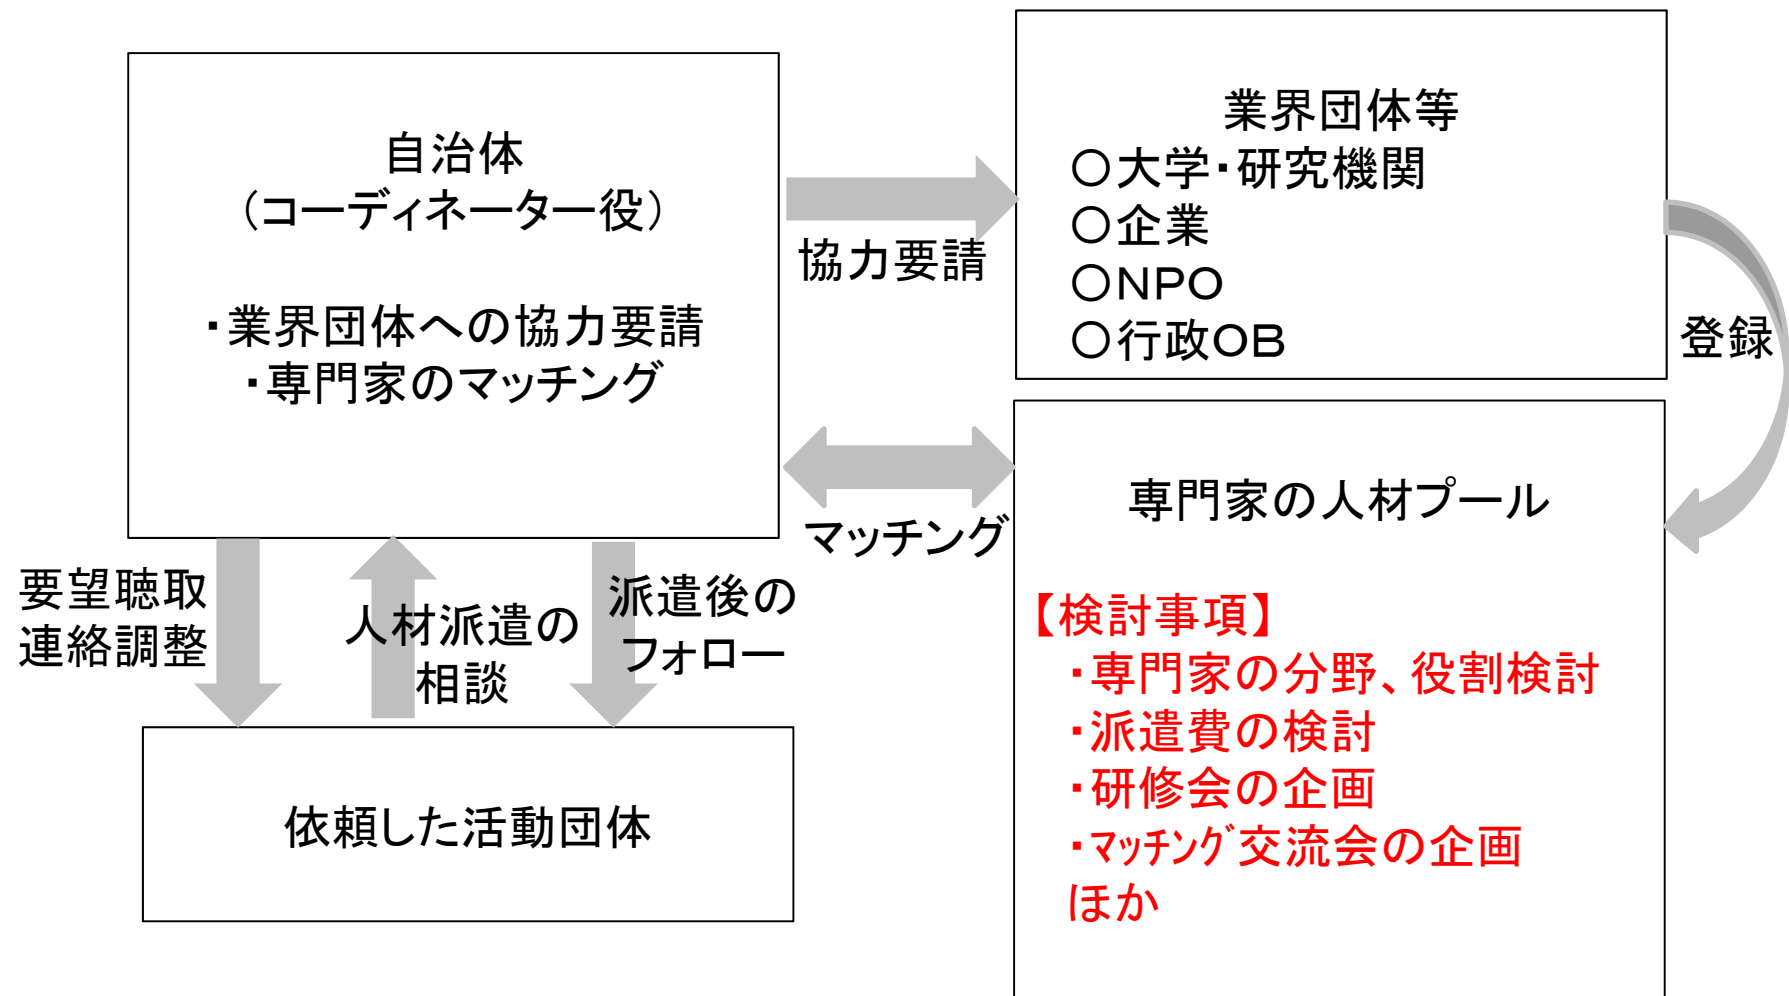 自治体
（コーディネーター役）
・業界団体への協力要請
・専門家のマッチング
協力要請
業界団体等
○大学・研究機関
○企業
○ＮＰＯ
○行政ＯＢ
登録
マッチング
専門家の人材プール
【検討事項】
・専門家の分野、役割検討
・派遣費の検討
・研修会の企画
・ﾏｯﾁﾝｸﾞ交流会の企画
ほか
要望聴取
連絡調整
人材派遣の
相談
派遣後の
フォロー
依頼した活動団体